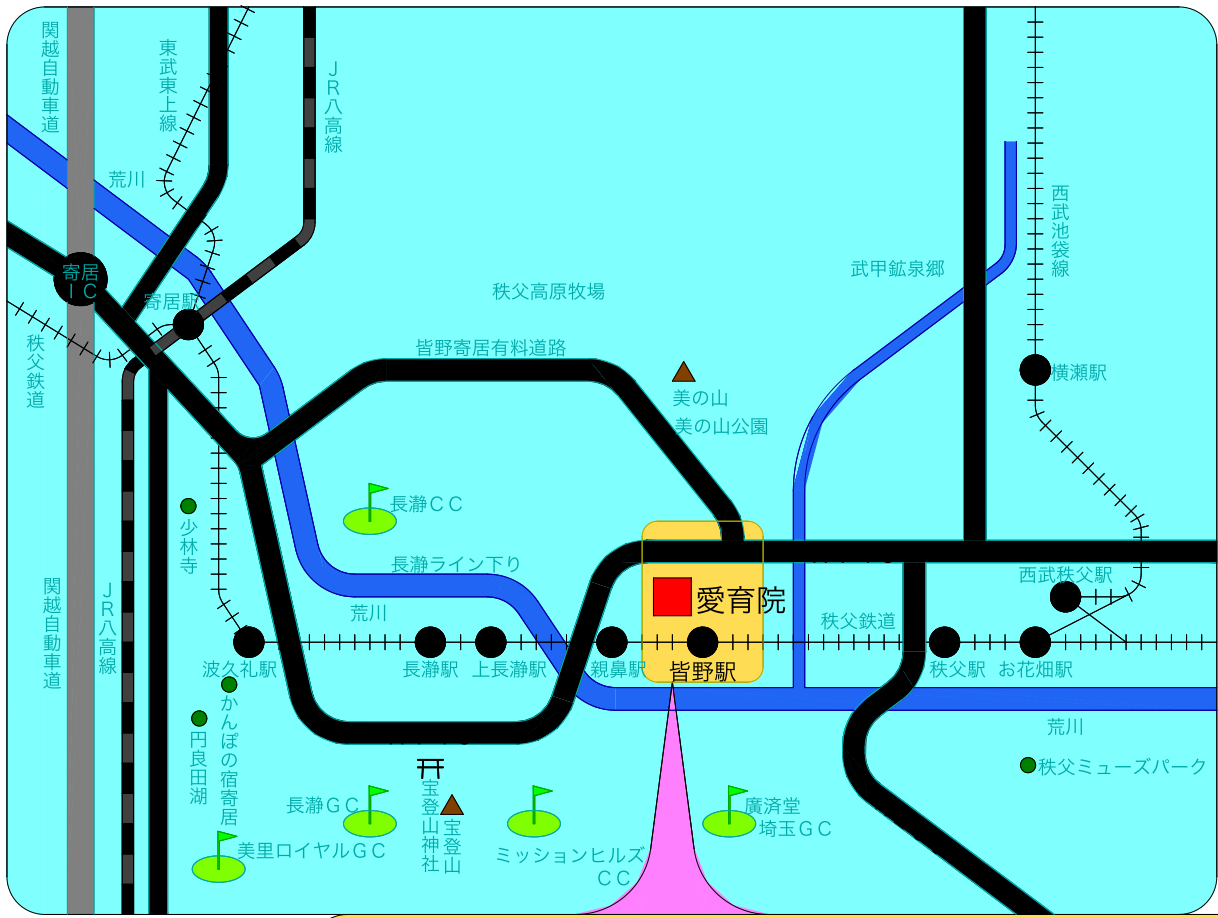 関越自動車道
東武東上線
ＪＲ八高線
荒川
西武池袋線
寄居
ＩＣ
寄居駅
武甲鉱泉郷
秩父高原牧場
秩父鉄道
皆野寄居有料道路
美の山
美の山公園
横瀬駅
長瀞ＣＣ
少林寺
長瀞ライン下り
西武秩父駅
愛育院
関越自動車道
ＪＲ八高線
荒川
秩父鉄道
波久礼駅
長瀞駅
上長瀞駅
親鼻駅
皆野駅
秩父駅
お花畑駅
かんぽの宿寄居
円良田湖
荒川
秩父ミューズパーク
宝登山神社
宝登山
長瀞ＧＣ
廣済堂
埼玉ＧＣ
美里ロイヤルＧＣ
ミッションヒルズ
ＣＣ